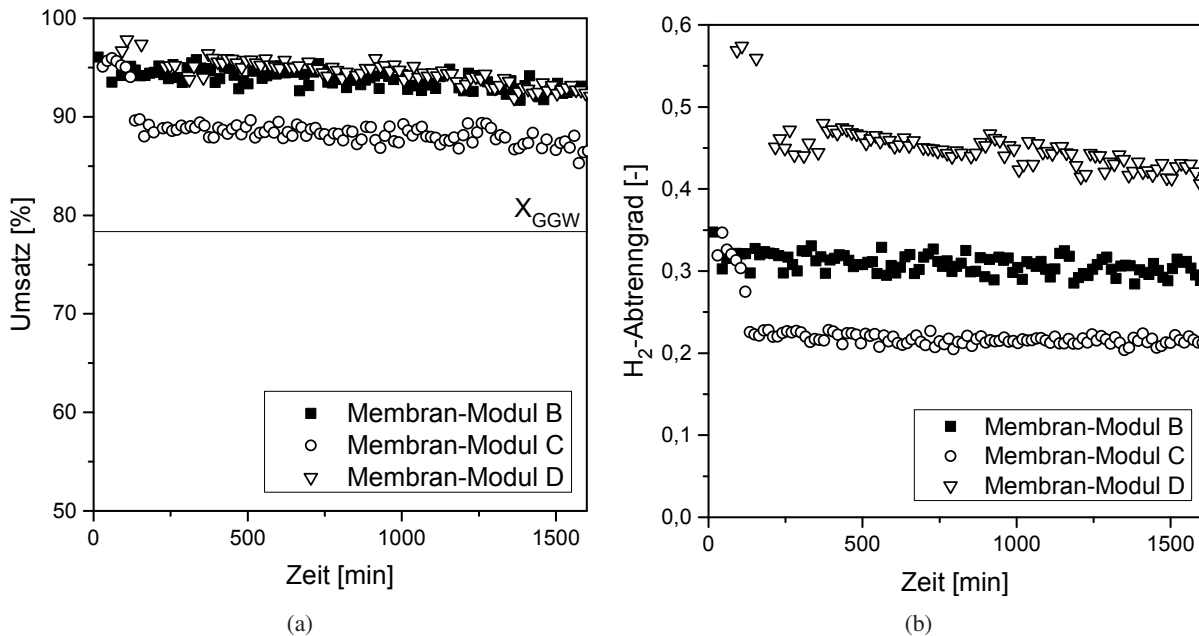 100
90
80
70
60
50
Umsatz [%]
X_GGW
Membran-Modul B
Membran-Modul C
Membran-Modul D
0
500
1000
1500
Zeit [min]
(a)
0,6
0,5
0,4
0,3
0,2
0,1
0,0
H₂-Abtrenngrad [-]
Membran-Modul B
Membran-Modul C
Membran-Modul D
0
500
1000
1500
Zeit [min]
(b)